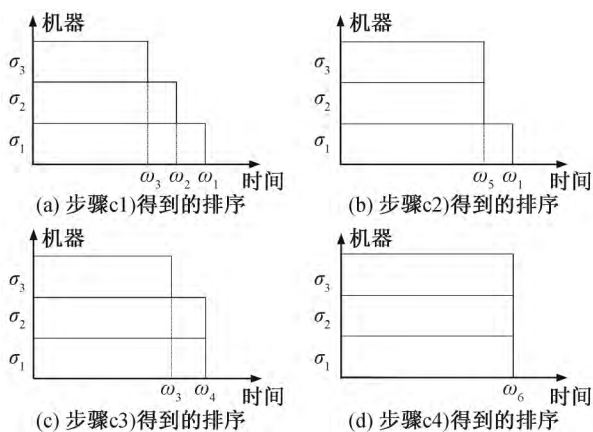 机器
σ3
σ2
σ1
ω3 ω2 ω1 时间
(a) 步骤c1)得到的排序
机器
σ3
σ2
σ1
ω5 ω1 时间
(b) 步骤c2)得到的排序
机器
σ3
σ2
σ1
ω3 ω4 时间
(c) 步骤c3)得到的排序
机器
σ3
σ2
σ1
ω6 时间
(d) 步骤c4)得到的排序